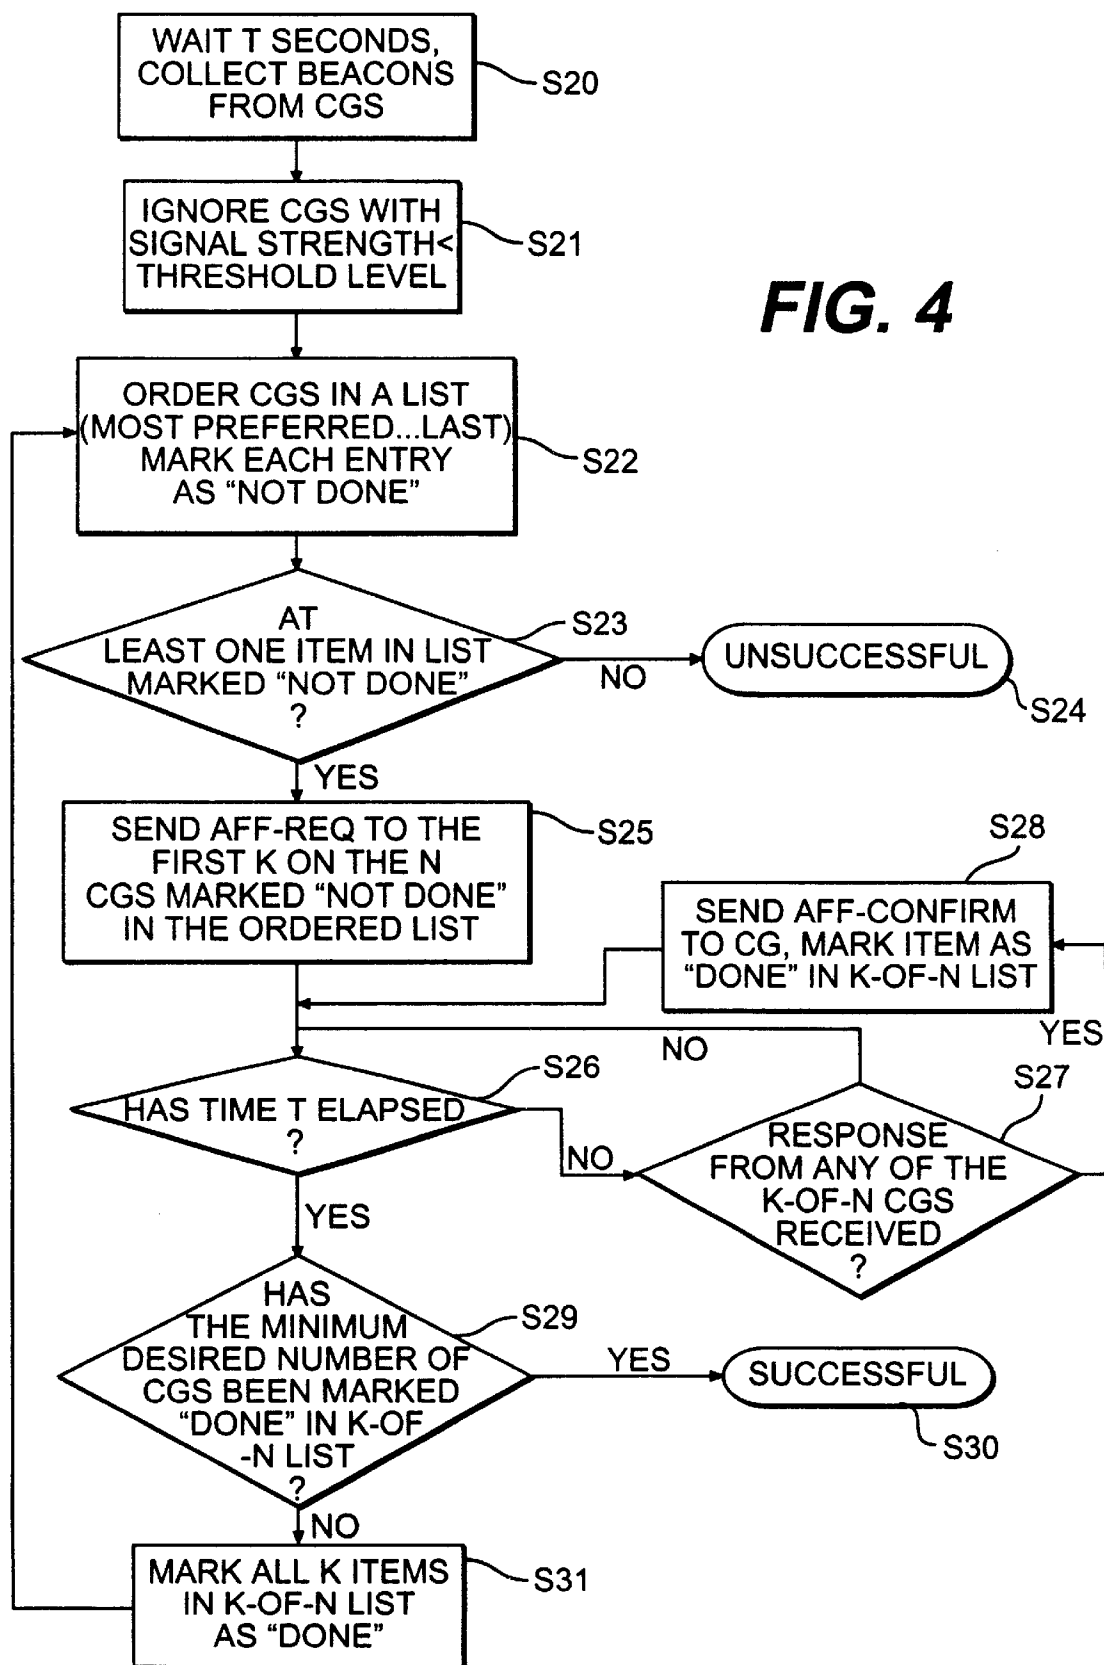 WAIT T SECONDS,
COLLECT BEACONS
FROM CGS
S20
IGNORE CGS WITH
SIGNAL STRENGTH<
THRESHOLD LEVEL
S21
FIG. 4
ORDER CGS IN A LIST
(MOST PREFERRED...LAST)
MARK EACH ENTRY
AS “NOT DONE”
S22
AT
LEAST ONE ITEM IN LIST
MARKED “NOT DONE”
?
S23
NO
UNSUCCESSFUL
S24
YES
SEND AFF-REQ TO THE
FIRST K ON THE N
CGS MARKED “NOT DONE”
IN THE ORDERED LIST
S25
S28
SEND AFF-CONFIRM
TO CG, MARK ITEM AS
“DONE” IN K-OF-N LIST
YES
NO
HAS TIME T ELAPSED
?
S26
NO
S27
RESPONSE
FROM ANY OF THE
K-OF-N CGS
RECEIVED
?
YES
HAS
THE MINIMUM
DESIRED NUMBER OF
CGS BEEN MARKED
“DONE” IN K-OF
-N LIST
?
S29
YES
SUCCESSFUL
S30
NO
MARK ALL K ITEMS
IN K-OF-N LIST
AS “DONE”
S31